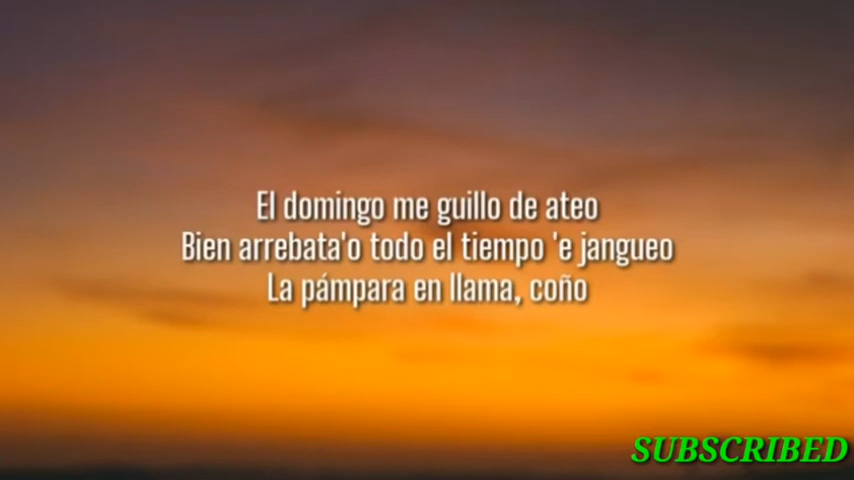 El domingo me guillo de ateo
Bien arrebata'o todo el tiempo 'e jangueo
La pámpara en llama, coño
SUBSCRIBED